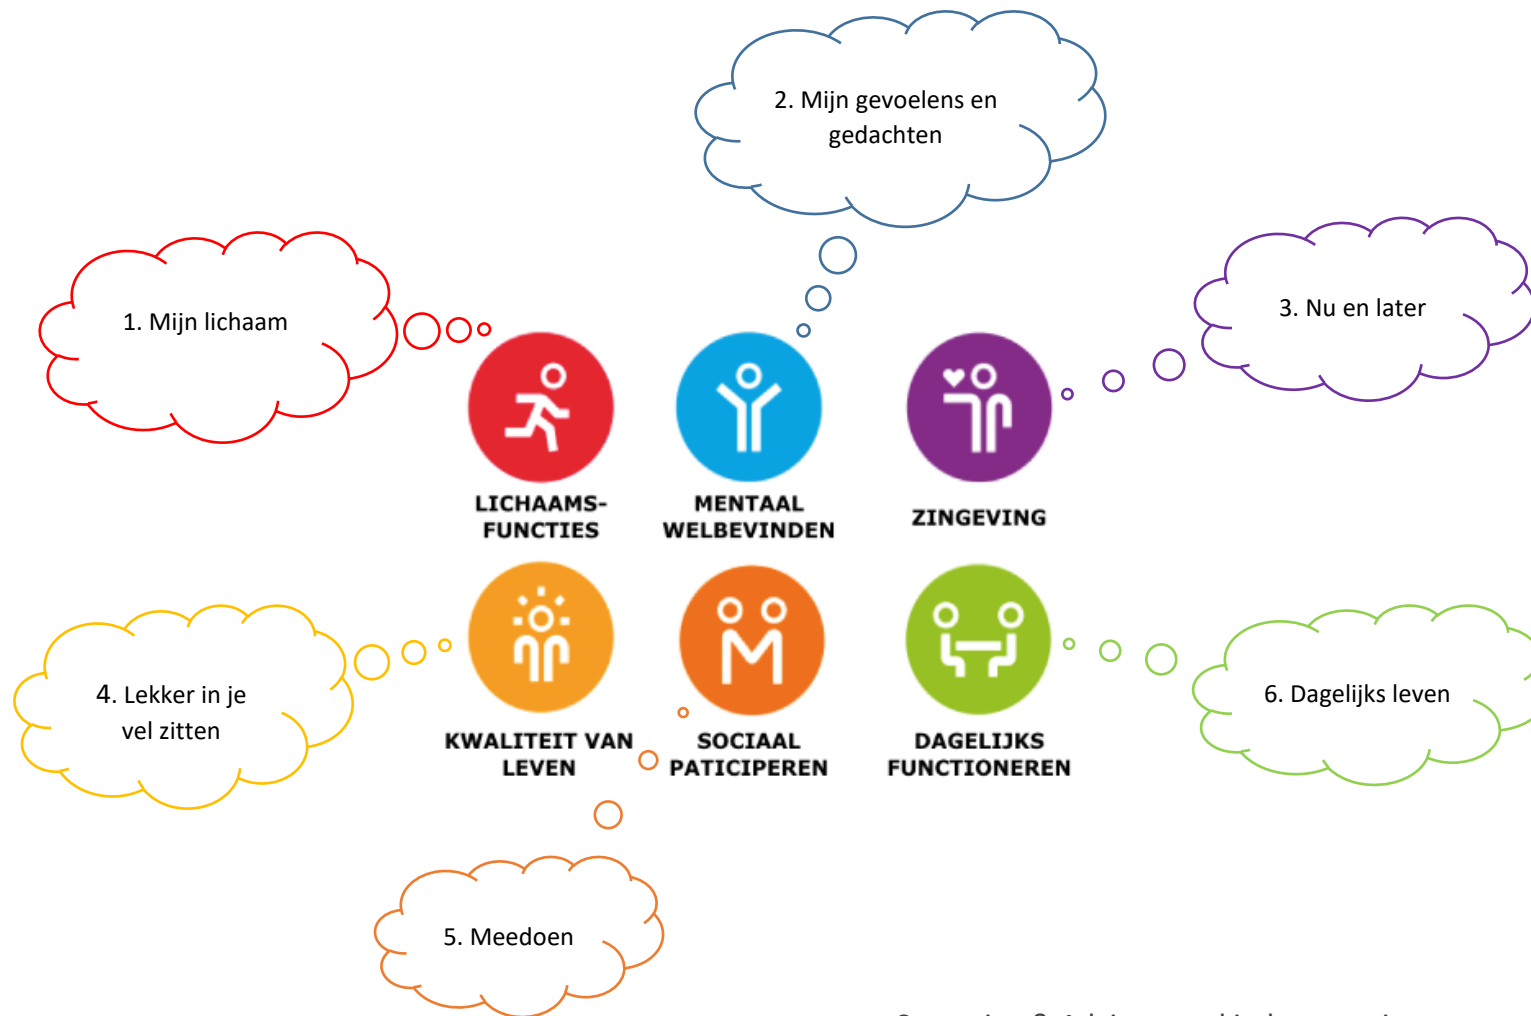 2. Mijn gevoelens en
gedachten
1. Mijn lichaam
3. Nu en later
LICHAAMS-
FUNCTIES
MENTAAL
WELBEVINDEN
ZINGEVING
4. Lekker in je
vel zitten
6. Dagelijks leven
KWALITEIT VAN
LEVEN
SOCIAAL
PATICIPEREN
DAGELIJKS
FUNCTIONEREN
5. Meedoen